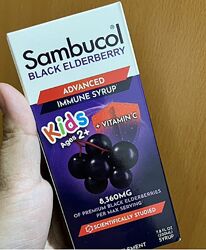 Sambucol®
BLACK ELDERBERRY
ADVANCED
IMMUNE SYRUP
Kids
Ages 2+
+ VITAMIN C
8,360MG
OF PREMIUM BLACK ELDERBERRIES
PER MAX SERVING
SCIENTIFICALLY STUDIED
SYRUP